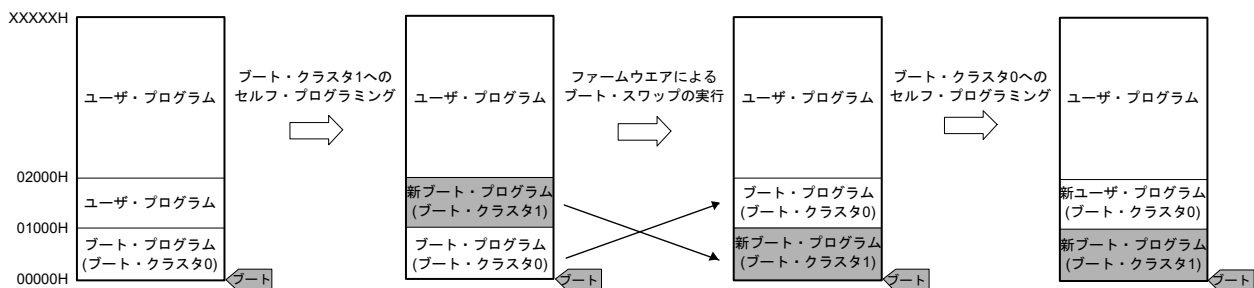 XXXXXH
ユーザ・プログラム
02000H
ユーザ・プログラム
01000H
ブート・プログラム
(ブート・クラスタ0)
00000H
ブート
ブート・クラスタ1への
セルフ・プログラミング
ユーザ・プログラム
新ブート・プログラム
(ブート・クラスタ1)
ブート・プログラム
(ブート・クラスタ0)
ブート
ファームウエアによる
ブート・スワップの実行
ユーザ・プログラム
ブート・プログラム
(ブート・クラスタ0)
新ブート・プログラム
(ブート・クラスタ1)
ブート
ブート・クラスタ0への
セルフ・プログラミング
ユーザ・プログラム
新ユーザ・プログラム
(ブート・クラスタ0)
新ブート・プログラム
(ブート・クラスタ1)
ブート